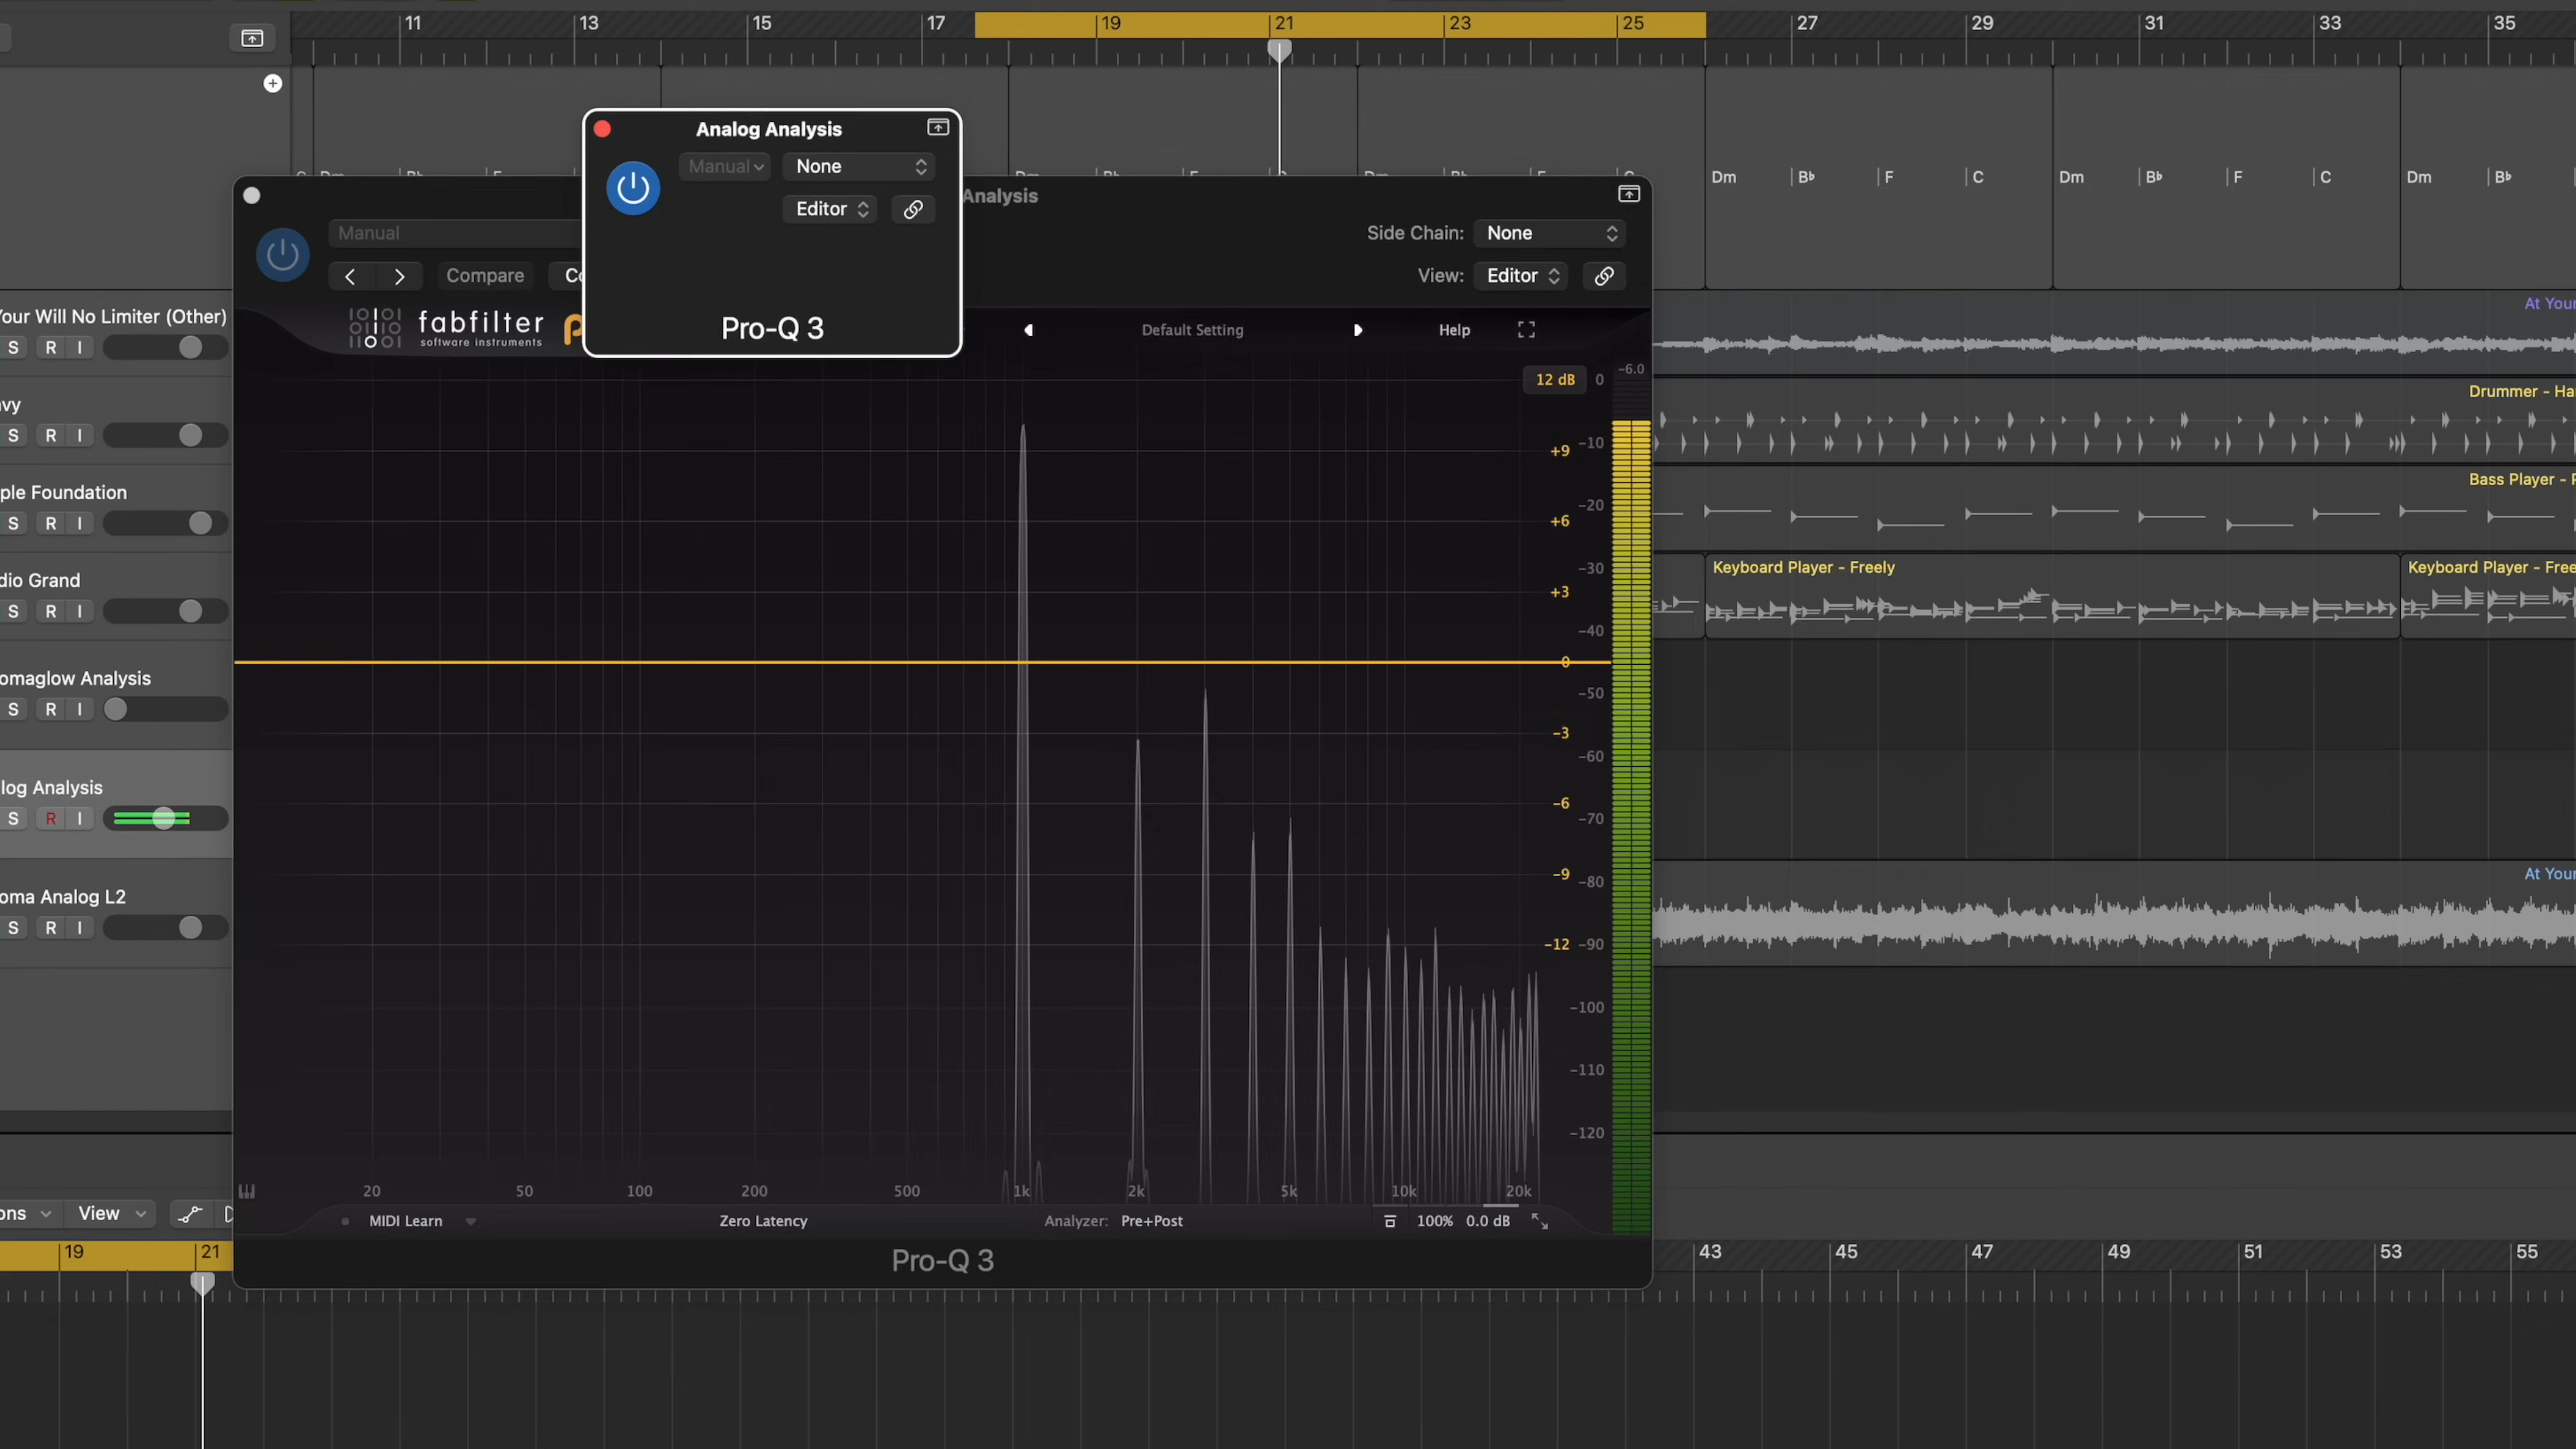 11 13 15 17 19 21 23 25 27 29 31 33 35
Analog Analysis
Manual None
Editor
Pro-Q 3
Dm B♭ F C Dm B♭ F C Dm B♭
Analysis
Manual
Side Chain: None
Compare
View: Editor
fabfilter
software instruments
Default Setting
Help
12 dB 0 -6.0
+9 -10
-20
+6
-30
+3
-40
0
-50
-3
-60
-6
-70
-9 -80
-12 -90
-100
-110
-120
20 50 100 200 500 1k 2k 5k 10k 20k
MIDI Learn Zero Latency Analyzer: Pre+Post 100% 0.0 dB
Pro-Q 3
our Will No Limiter (Other)
S R I
vy
S R I
ple Foundation
S R I
dio Grand
S R I
omaglow Analysis
S R I
log Analysis
S R I
oma Analog L2
S R I
At Your
Drummer - Ha
Bass Player - P
Keyboard Player - Freely
Keyboard Player - Free
At Your
ons View
19 21 43 45 47 49 51 53 55